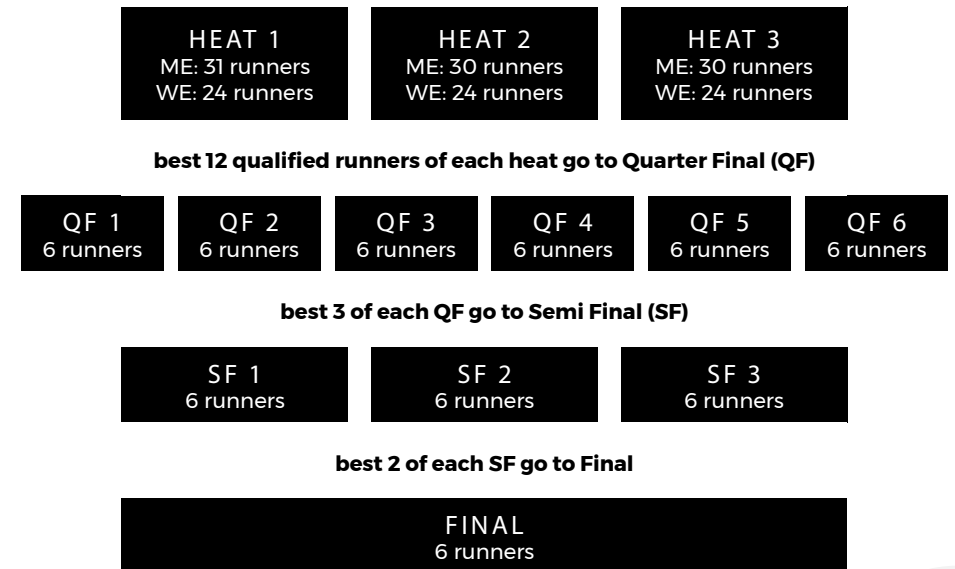 HEAT 1
ME: 31 runners
WE: 24 runners
HEAT 2
ME: 30 runners
WE: 24 runners
HEAT 3
ME: 30 runners
WE: 24 runners
best 12 qualified runners of each heat go to Quarter Final (QF)
QF 1
6 runners
QF 2
6 runners
QF 3
6 runners
QF 4
6 runners
QF 5
6 runners
QF 6
6 runners
best 3 of each QF go to Semi Final (SF)
SF 1
6 runners
SF 2
6 runners
SF 3
6 runners
best 2 of each SF go to Final
FINAL
6 runners